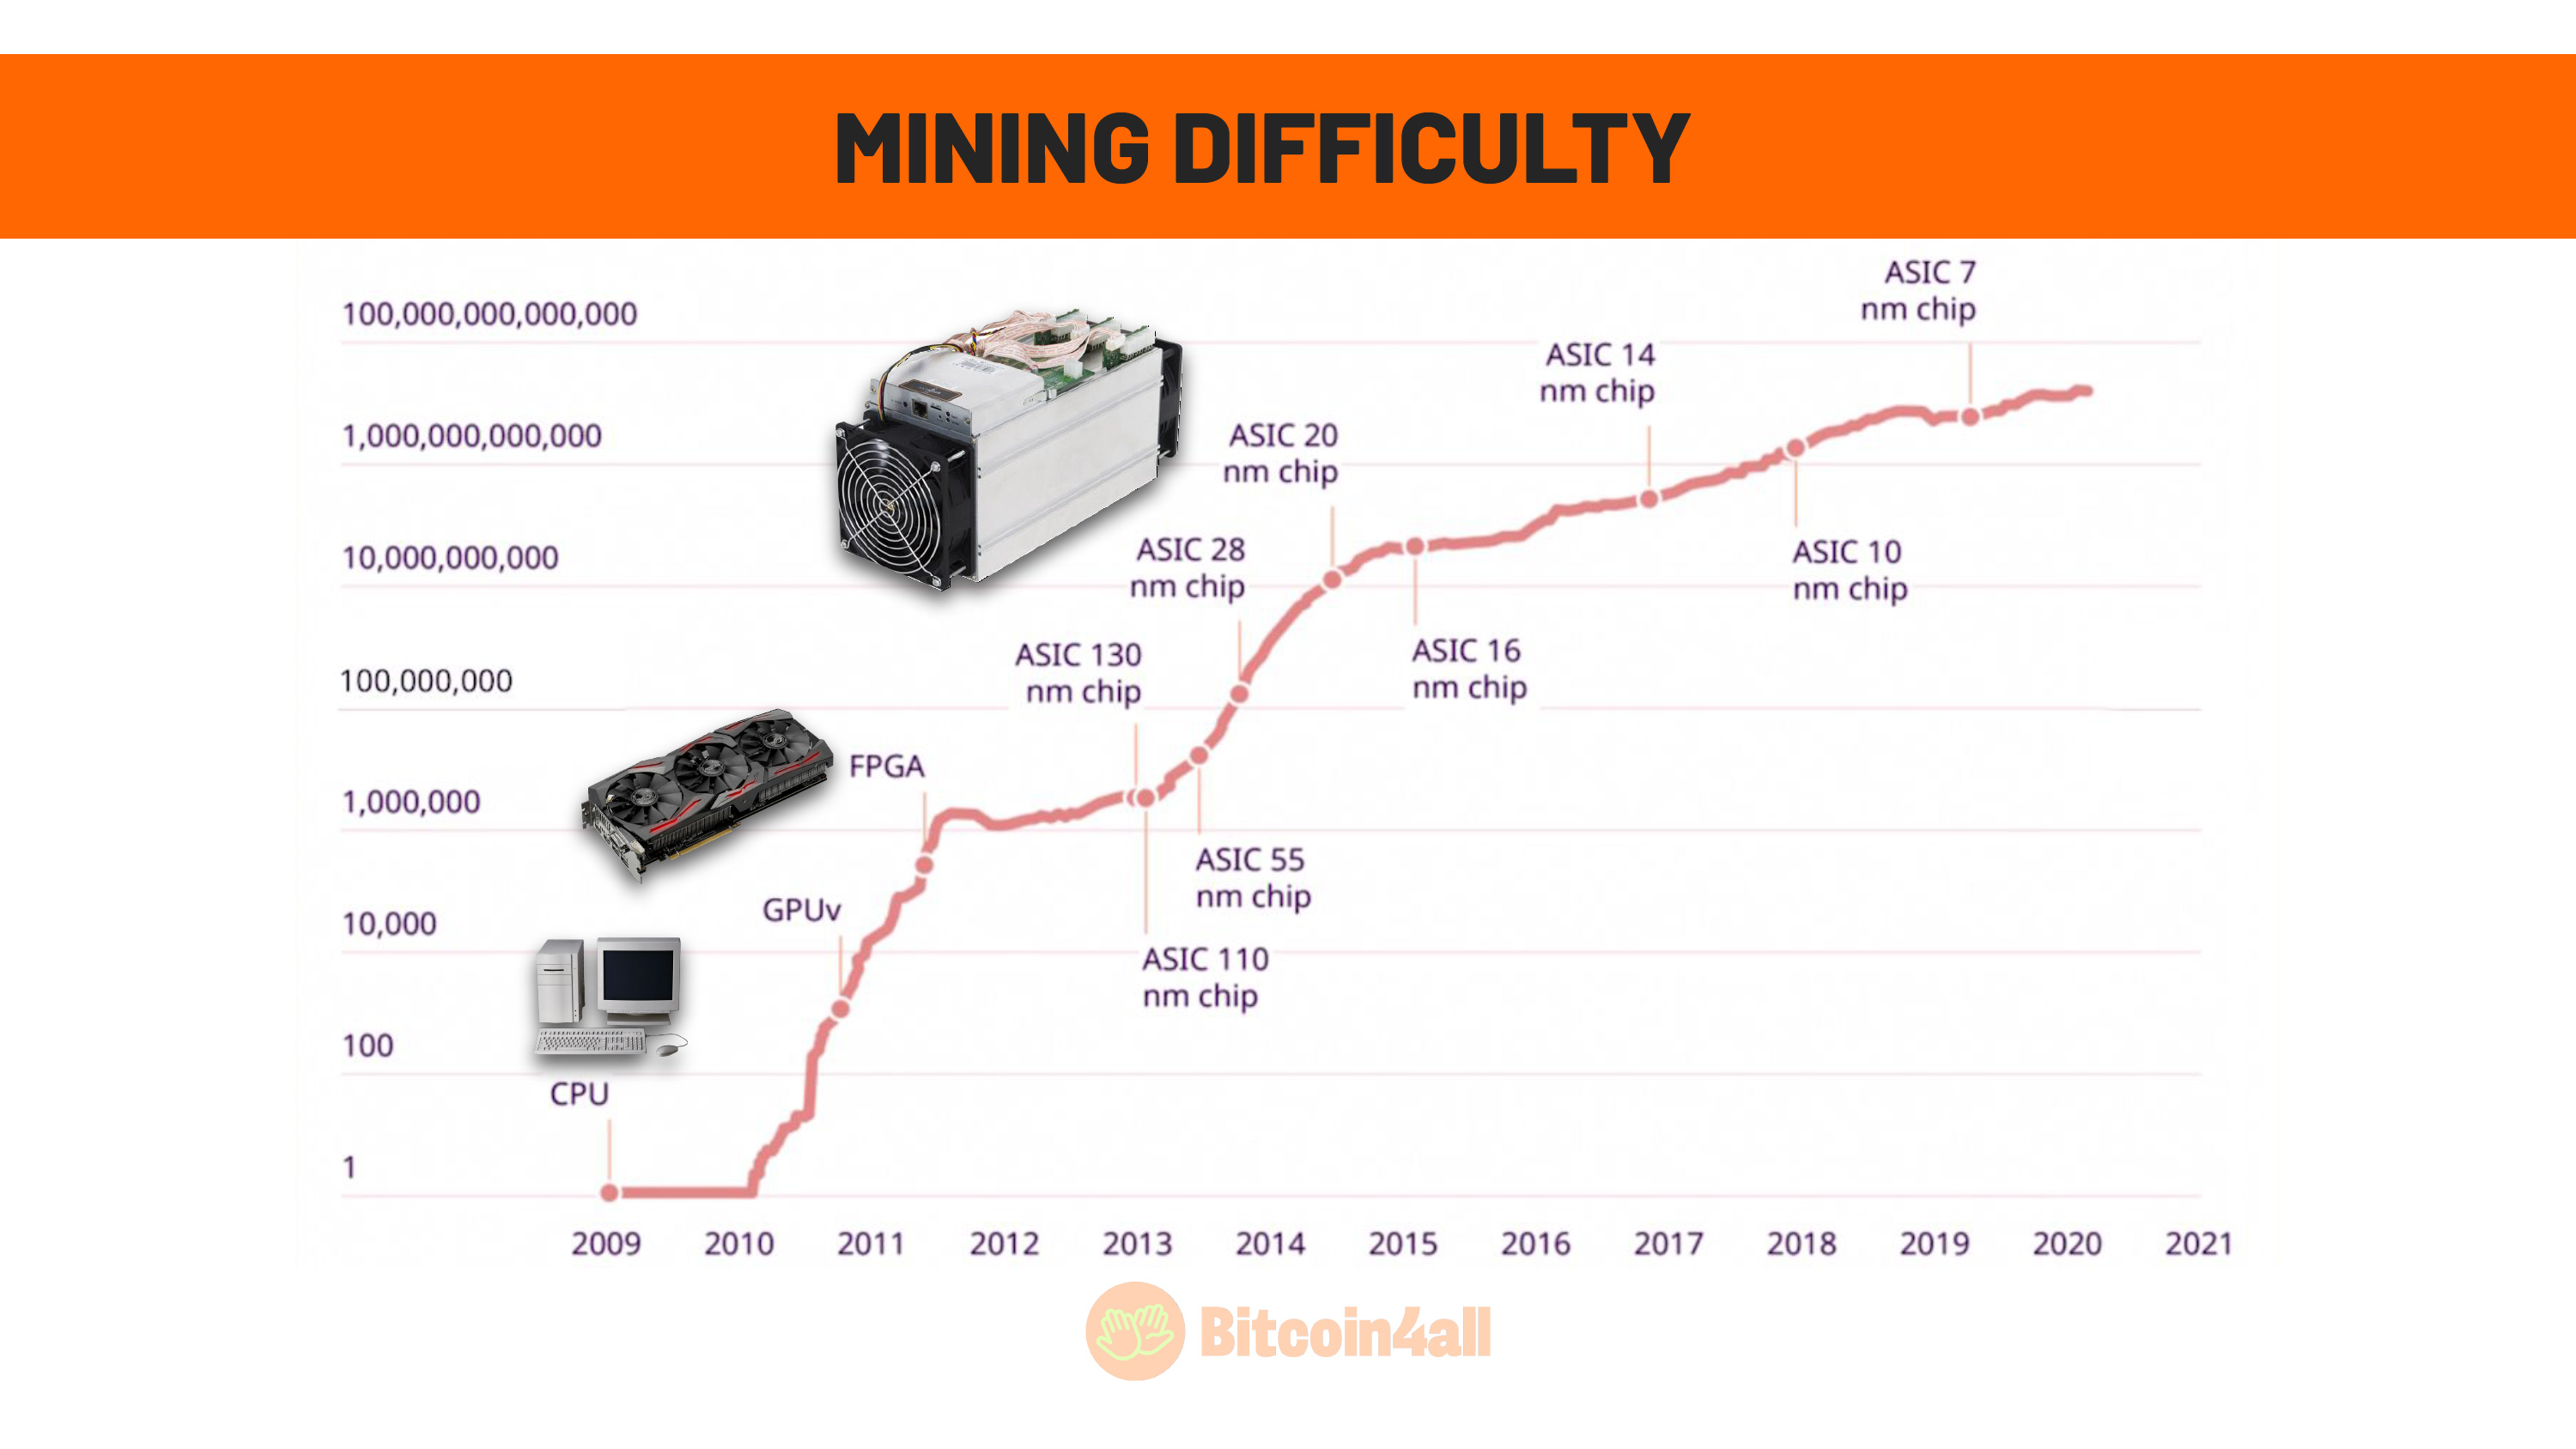 MINING DIFFICULTY
100,000,000,000,000
1,000,000,000,000
10,000,000,000
100,000,000
1,000,000
10,000
100
1
CPU
GPUv
FPGA
ASIC 130
nm chip
ASIC 110
nm chip
ASIC 55
nm chip
ASIC 28
nm chip
ASIC 20
nm chip
ASIC 16
nm chip
ASIC 14
nm chip
ASIC 10
nm chip
ASIC 7
nm chip
2009 2010 2011 2012 2013 2014 2015 2016 2017 2018 2019 2020 2021
Bitcoin4all